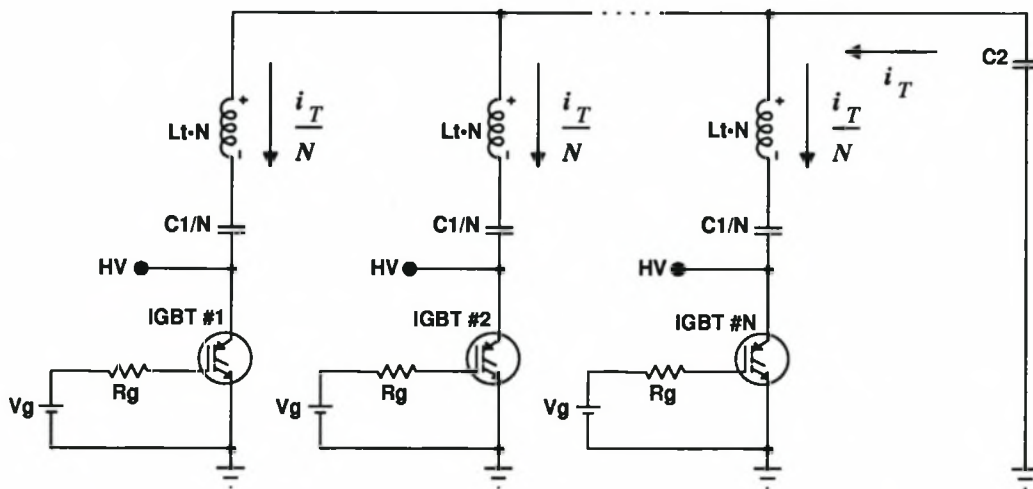 C2
i_T
Lt·N
+
-
i_T
N
Lt·N
+
-
i_T
N
Lt·N
+
-
i_T
N
C1/N
C1/N
C1/N
HV
HV
HV
IGBT #1
IGBT #2
IGBT #N
Rg
Rg
Rg
Vg
Vg
Vg